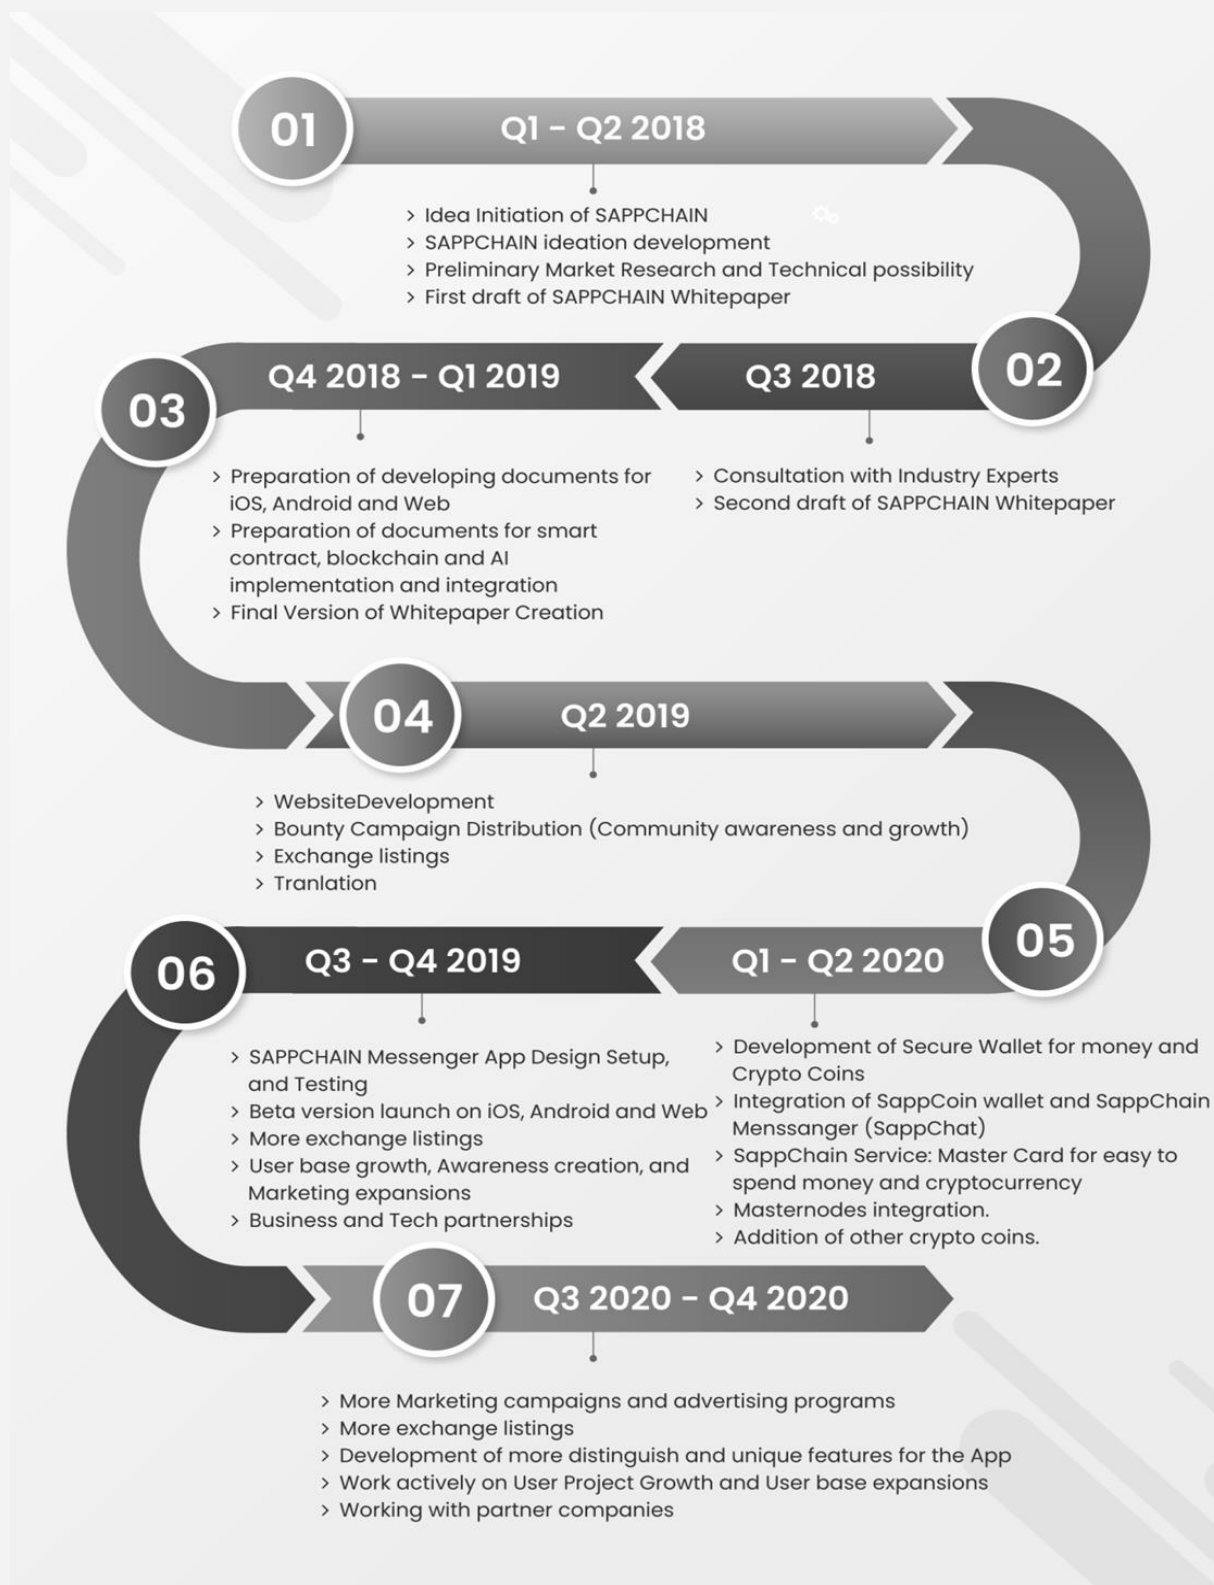 01
Q1 - Q2 2018
> Idea Initiation of SAPPCHAIN
> SAPPCHAIN ideation development
> Preliminary Market Research and Technical possibility
> First draft of SAPPCHAIN Whitepaper
02
Q3 2018
> Consultation with Industry Experts
> Second draft of SAPPCHAIN Whitepaper
03
Q4 2018 - Q1 2019
> Preparation of developing documents for
iOS, Android and Web
> Preparation of documents for smart
contract, blockchain and AI
implementation and integration
> Final Version of Whitepaper Creation
04
Q2 2019
> WebsiteDevelopment
> Bounty Campaign Distribution (Community awareness and growth)
> Exchange listings
> Tranlation
05
Q1 - Q2 2020
> Development of Secure Wallet for money and
Crypto Coins
> Integration of SappCoin wallet and SappChain
Menssanger (SappChat)
> SappChain Service: Master Card for easy to
spend money and cryptocurrency
> Masternodes integration.
> Addition of other crypto coins.
06
Q3 - Q4 2019
> SAPPCHAIN Messenger App Design Setup,
and Testing
> Beta version launch on iOS, Android and Web
> More exchange listings
> User base growth, Awareness creation, and
Marketing expansions
> Business and Tech partnerships
07
Q3 2020 - Q4 2020
> More Marketing campaigns and advertising programs
> More exchange listings
> Development of more distinguish and unique features for the App
> Work actively on User Project Growth and User base expansions
> Working with partner companies